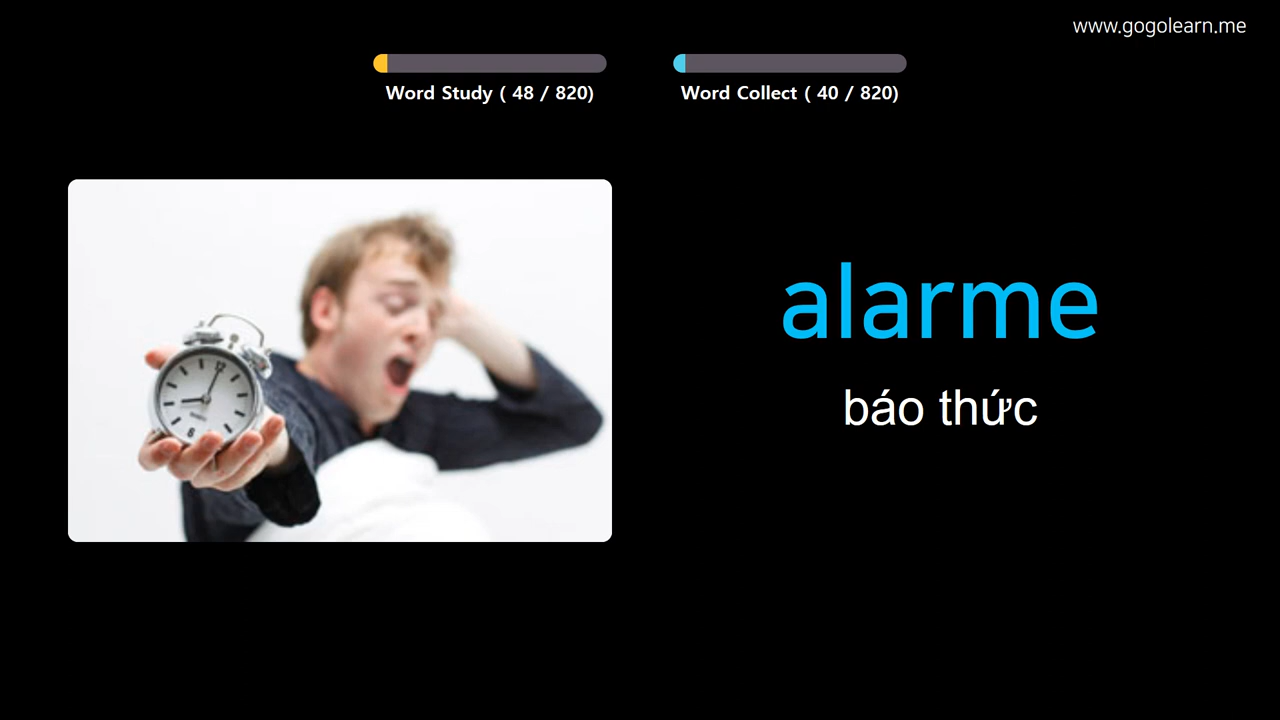 www.gogolearn.me
Word Study ( 48 / 820)
Word Collect ( 40 / 820)
alarme
báo thức